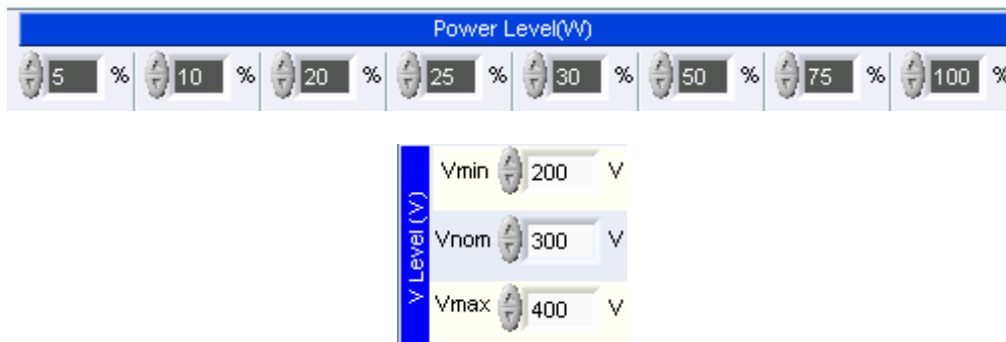 Power Level(W)
5 % 10 % 20 % 25 % 30 % 50 % 75 % 100 %
Vmin 200 V
V Level (V)
Vnom 300 V
Vmax 400 V